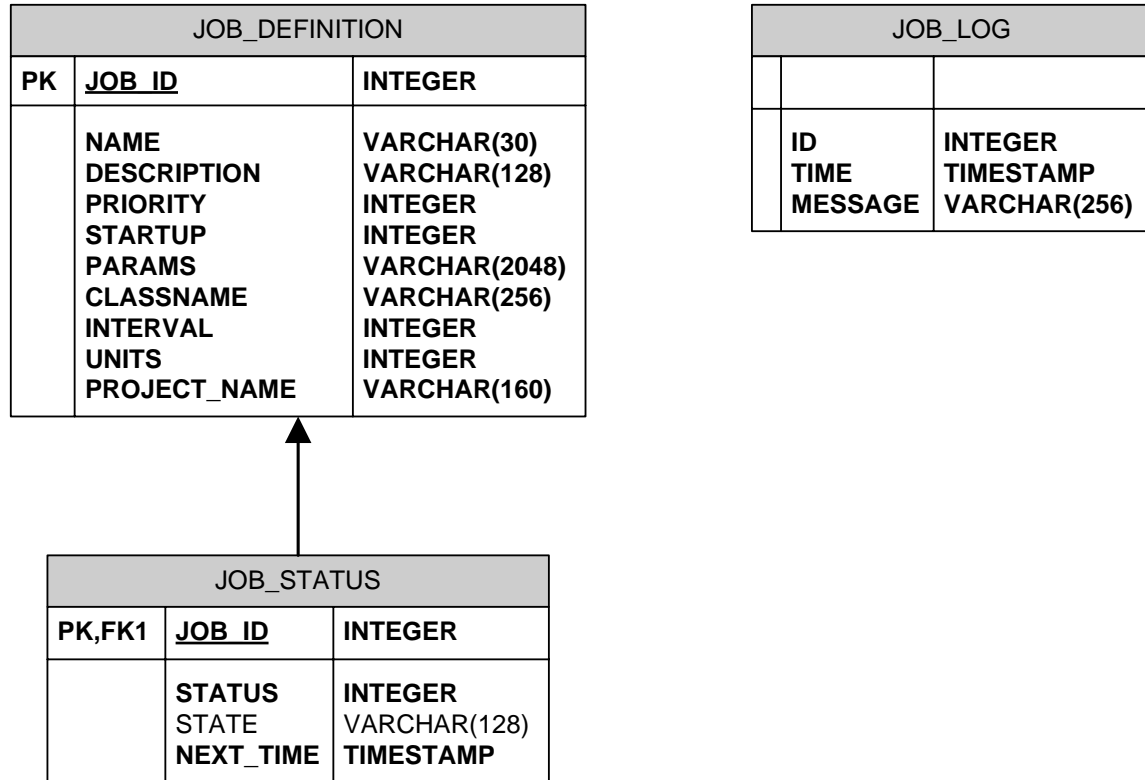 JOB_DEFINITION
PK JOB_ID INTEGER
NAME VARCHAR(30)
DESCRIPTION VARCHAR(128)
PRIORITY INTEGER
STARTUP INTEGER
PARAMS VARCHAR(2048)
CLASSNAME VARCHAR(256)
INTERVAL INTEGER
UNITS INTEGER
PROJECT_NAME VARCHAR(160)
JOB_LOG
ID INTEGER
TIME TIMESTAMP
MESSAGE VARCHAR(256)
JOB_STATUS
PK,FK1 JOB_ID INTEGER
STATUS INTEGER
STATE VARCHAR(128)
NEXT_TIME TIMESTAMP